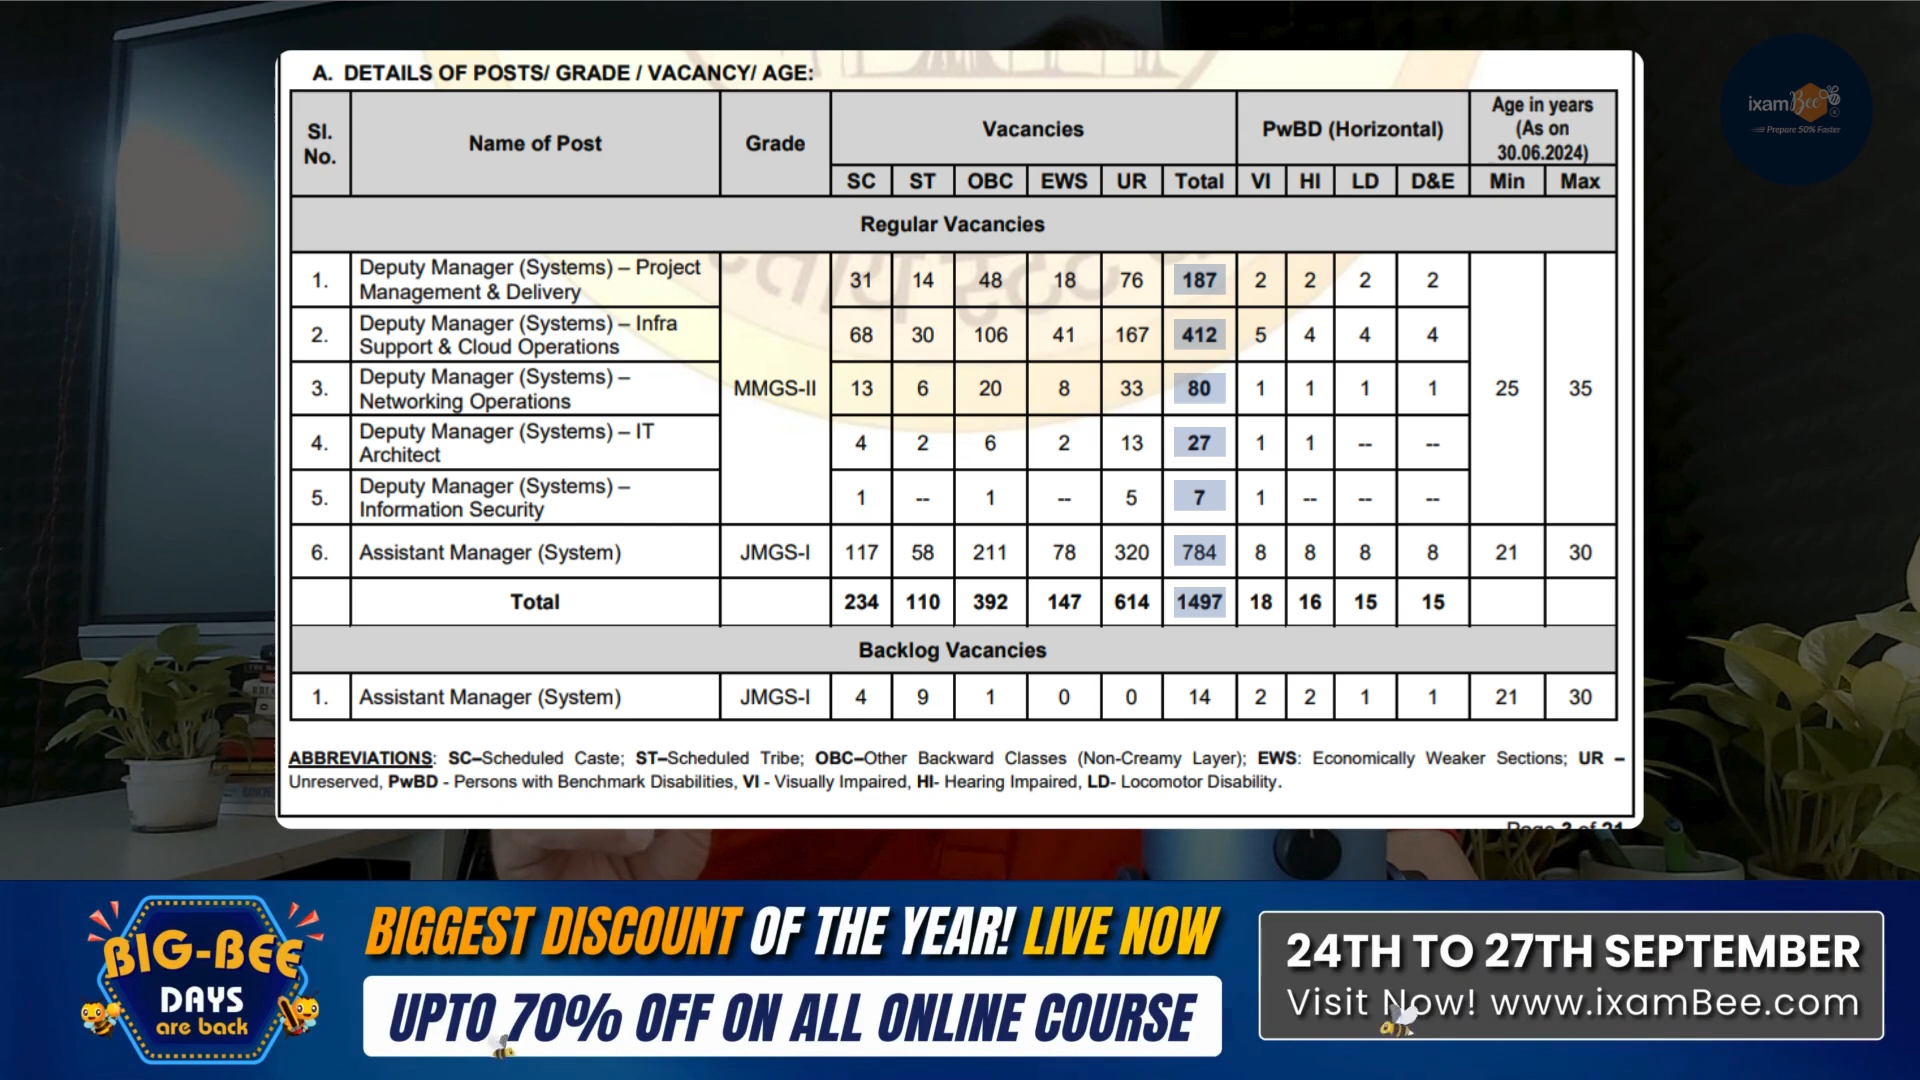 A. DETAILS OF POSTS/ GRADE / VACANCY/ AGE:
Sl. No. Name of Post Grade Vacancies PwBD (Horizontal) Age in years (As on 30.06.2024)
SC ST OBC EWS UR Total VI HI LD D&E Min Max
Regular Vacancies
1. Deputy Manager (Systems) – Project Management & Delivery MMGS-II 31 14 48 18 76 187 2 2 2 2 25 35
2. Deputy Manager (Systems) – Infra Support & Cloud Operations 68 30 106 41 167 412 5 4 4 4
3. Deputy Manager (Systems) – Networking Operations 13 6 20 8 33 80 1 1 1 1
4. Deputy Manager (Systems) – IT Architect 4 2 6 2 13 27 1 1 -- --
5. Deputy Manager (Systems) – Information Security 1 -- 1 -- 5 7 1 -- -- --
6. Assistant Manager (System) JMGS-I 117 58 211 78 320 784 8 8 8 8 21 30
Total 234 110 392 147 614 1497 18 16 15 15
Backlog Vacancies
1. Assistant Manager (System) JMGS-I 4 9 1 0 0 14 2 2 1 1 21 30
ABBREVIATIONS: SC–Scheduled Caste; ST–Scheduled Tribe; OBC–Other Backward Classes (Non-Creamy Layer); EWS: Economically Weaker Sections; UR –
Unreserved, PwBD - Persons with Benchmark Disabilities, VI - Visually Impaired, HI- Hearing Impaired, LD- Locomotor Disability.
ixamBee
Prepare 50% Faster
BIG-BEE
DAYS
are back
BIGGEST DISCOUNT OF THE YEAR! LIVE NOW
UPTO 70% OFF ON ALL ONLINE COURSE
24TH TO 27TH SEPTEMBER
Visit Now! www.ixamBee.com